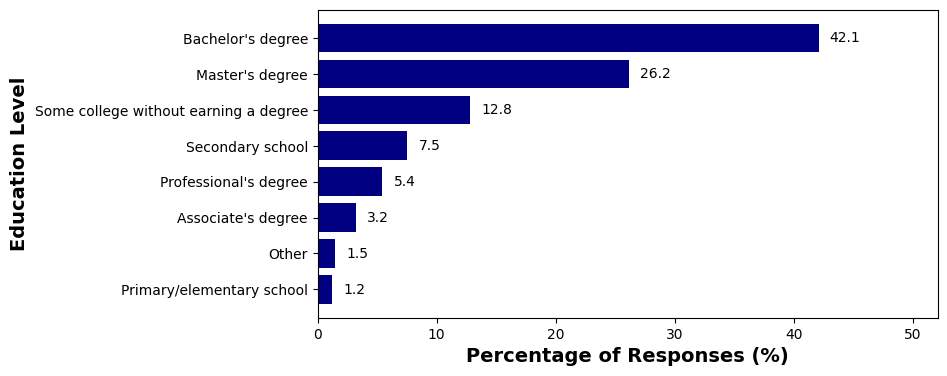 Education Level
Bachelor's degree 42.1
Master's degree 26.2
Some college without earning a degree 12.8
Secondary school 7.5
Professional's degree 5.4
Associate's degree 3.2
Other 1.5
Primary/elementary school 1.2
0 10 20 30 40 50
Percentage of Responses (%)